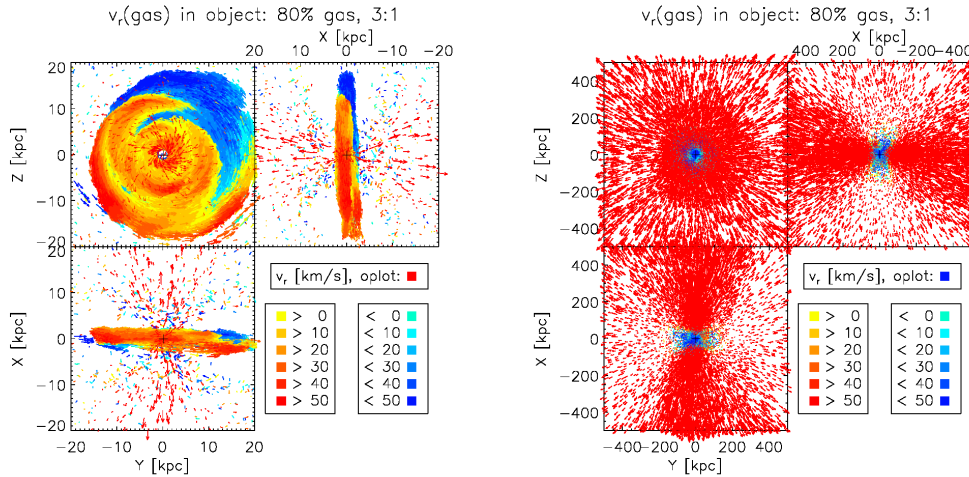 v_r(gas) in object: 80% gas, 3:1
X [kpc]
20 10 0 -10 -20
20
10
0
-10
-20
Z [kpc]
20
10
0
-10
-20
X [kpc]
-20 -10 0 10 20
Y [kpc]
v_r [km/s], oplot:
> 0 < 0
> 10 < 10
> 20 < 20
> 30 < 30
> 40 < 40
> 50 < 50
v_r(gas) in object: 80% gas, 3:1
X [kpc]
400 200 0 -200 -400
400
200
0
-200
-400
Z [kpc]
400
200
0
-200
-400
X [kpc]
-400 -200 0 200 400
Y [kpc]
v_r [km/s], oplot:
> 0 < 0
> 10 < 10
> 20 < 20
> 30 < 30
> 40 < 40
> 50 < 50